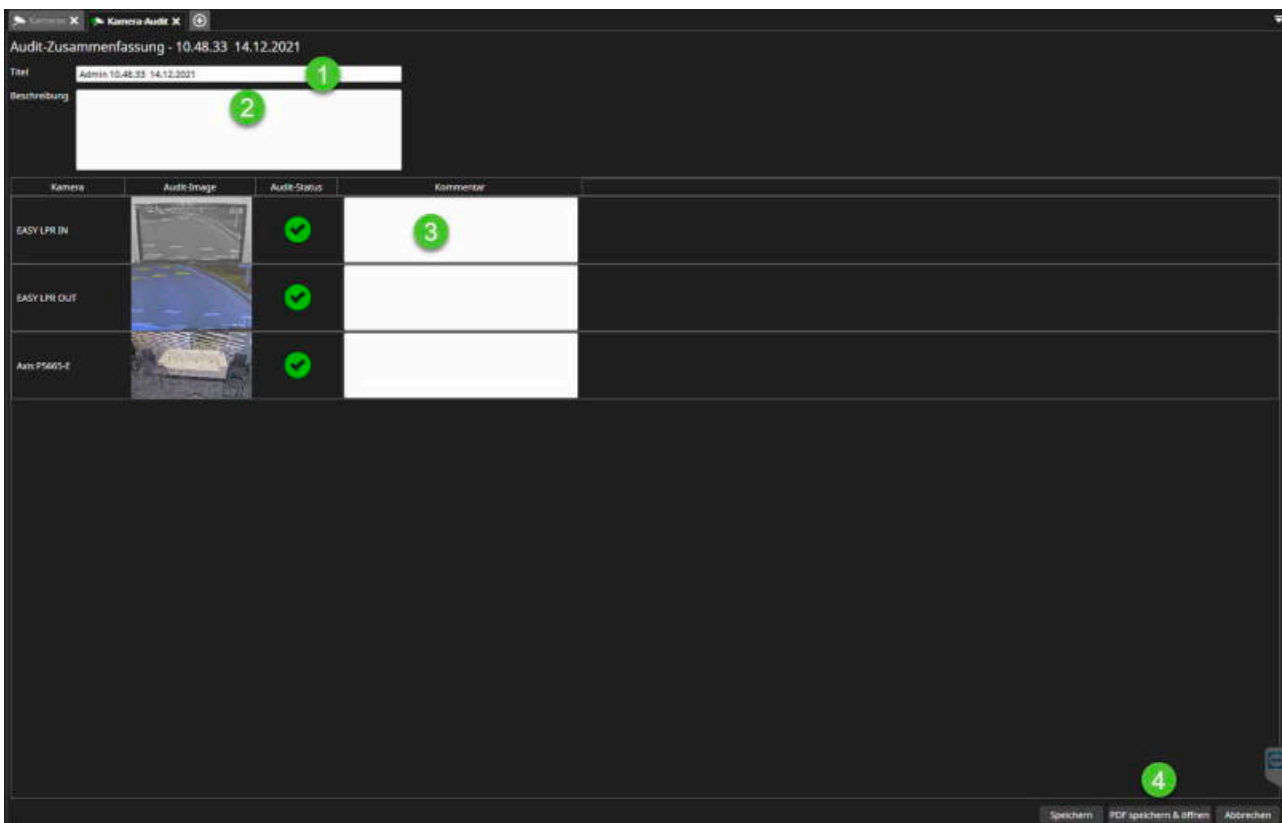 Kameras Kamera-Audit
Audit-Zusammenfassung - 10.48.33 14.12.2021
Titel Admin 10.48.33 14.12.2021 1
Beschreibung 2
Kamera Audit-Image Audit-Status Kommentar
EASY LPR IN 3
EASY LPR OUT
Axis P5665-E
4
Speichern PDF speichern & öffnen Abbrechen